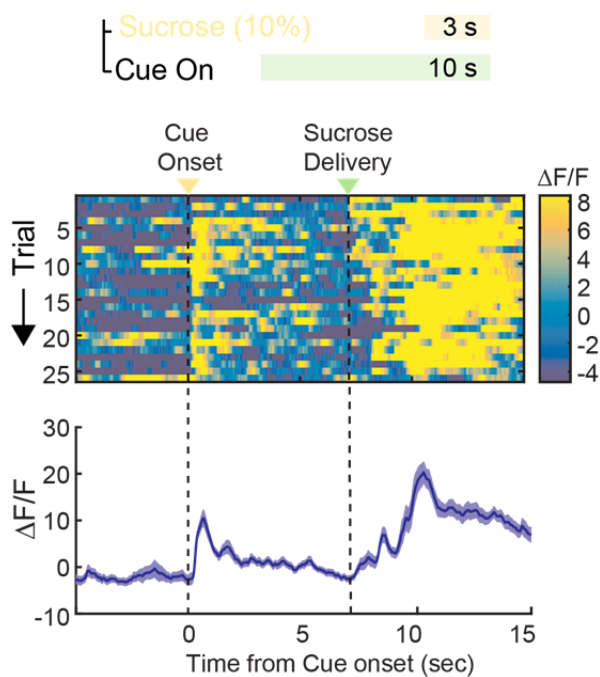 Sucrose (10%) 3 s
Cue On 10 s
Cue Onset
Sucrose Delivery
ΔF/F
Trial
5
10
15
20
25
8
6
4
2
0
-2
-4
ΔF/F
30
20
10
0
-10
0 5 10 15
Time from Cue onset (sec)